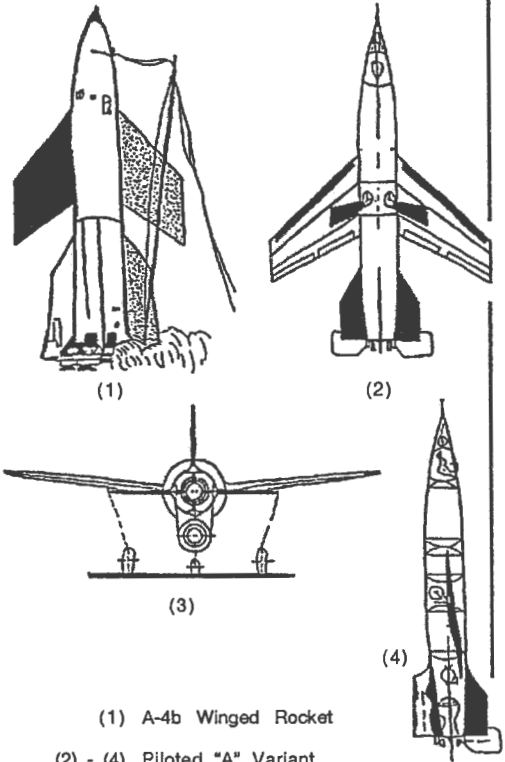 (1)
(2)
(3)
(4)
(1) A-4b Winged Rocket
(2) - (4) Piloted "A" Variant